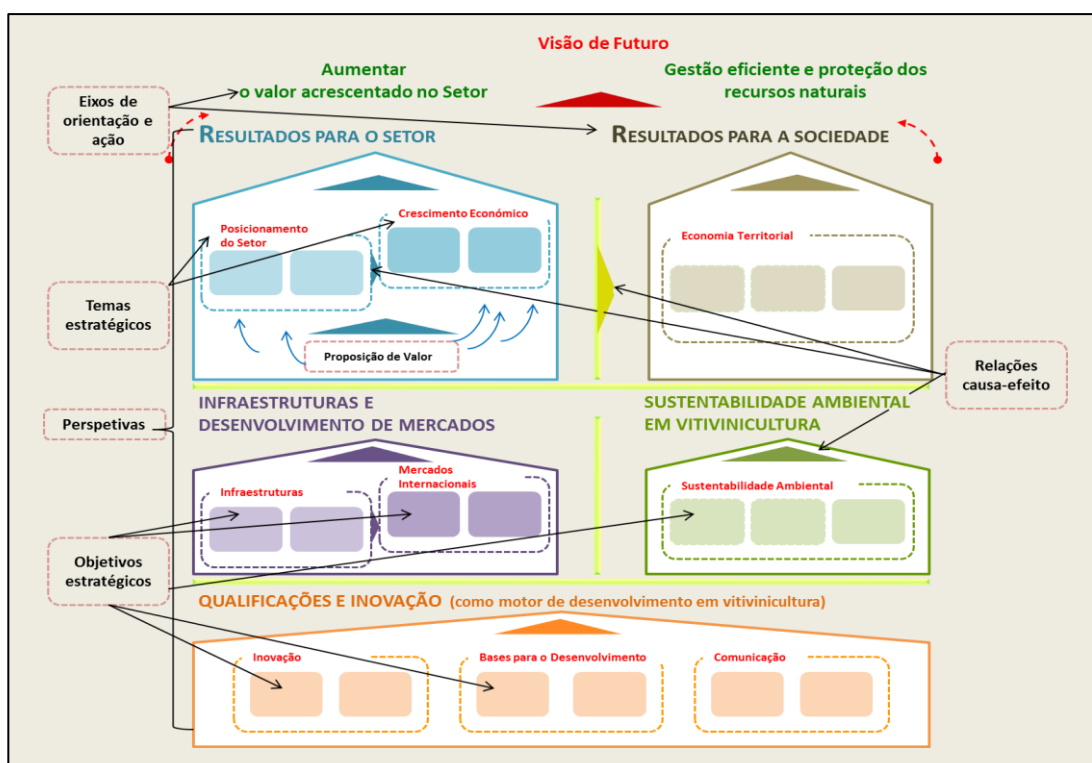 Visão de Futuro
Aumentar
o valor acrescentado no Setor
Gestão eficiente e proteção dos
recursos naturais
Eixos de
orientação e
ação
RESULTADOS PARA O SETOR
RESULTADOS PARA A SOCIEDADE
Posicionamento
do Setor
Crescimento Económico
Economia Territorial
Temas
estratégicos
Proposição de Valor
Relações
causa-efeito
Perspetivas
INFRAESTRUTURAS E
DESENVOLVIMENTO DE MERCADOS
SUSTENTABILIDADE AMBIENTAL
EM VITIVINICULTURA
Infraestruturas
Mercados
Internacionais
Sustentabilidade Ambiental
Objetivos
estratégicos
QUALIFICAÇÕES E INOVAÇÃO (como motor de desenvolvimento em vitivinicultura)
Inovação
Bases para o Desenvolvimento
Comunicação